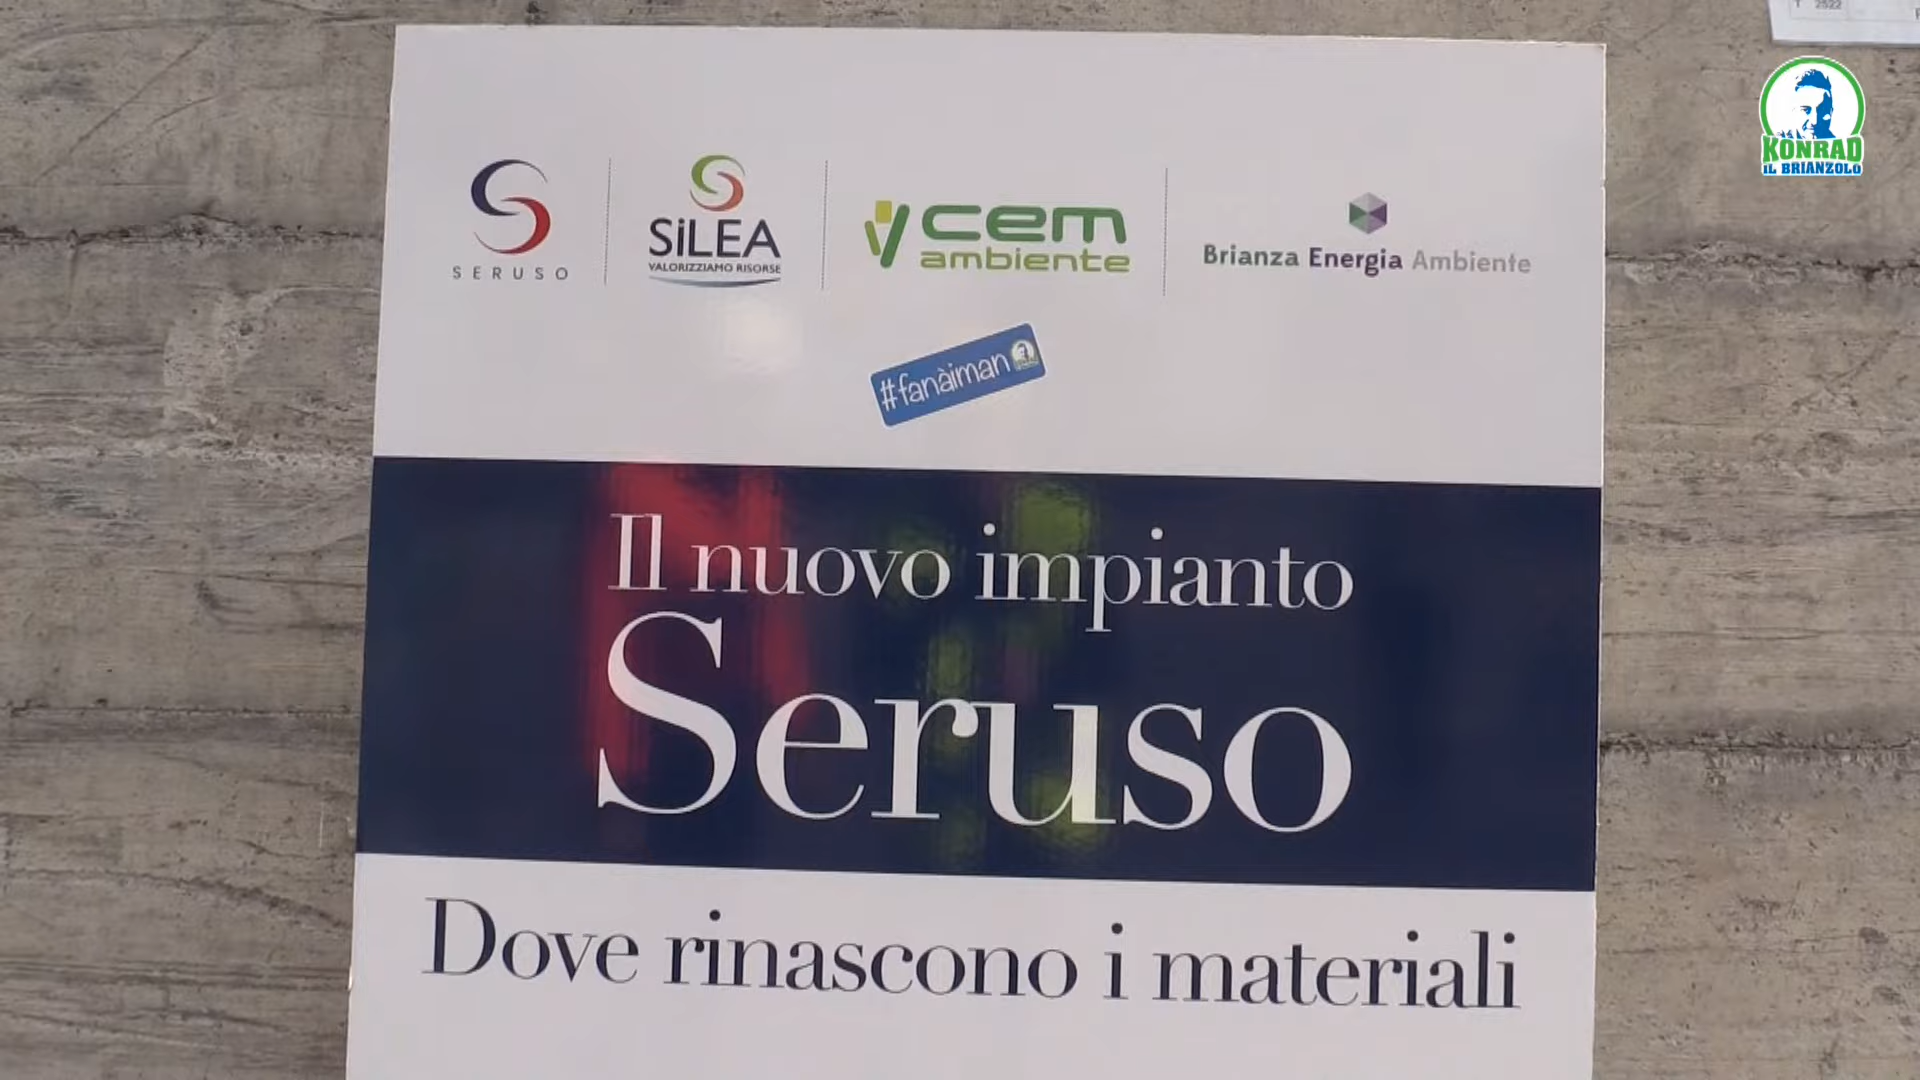 T 2522
KONRAD
IL BRIANZOLO
SERUSO
SiLEA
VALORIZZIAMO RISORSE
cem
ambiente
Brianza Energia Ambiente
#fanàiman
Il nuovo impianto
Seruso
Dove rinascono i materiali